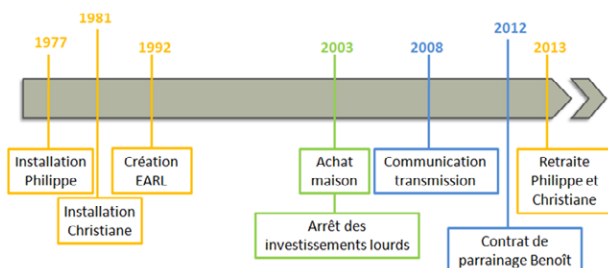 1977
1981
1992
2003
2008
2012
2013
Installation
Philippe
Installation
Christiane
Création
EARL
Achat
maison
Arrêt des
investissements lourds
Communication
transmission
Contrat de
parrainage Benoît
Retraite
Philippe et
Christiane